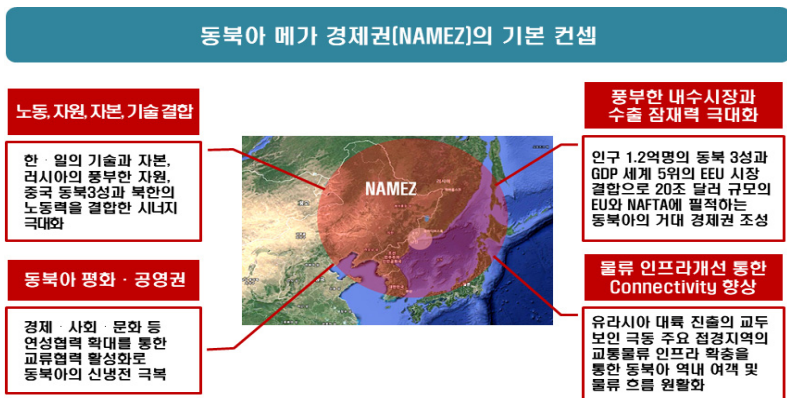 동북아 메가 경제권(NAMEZ)의 기본 컨셉
노동, 자원, 자본, 기술 결합
한 · 일의 기술과 자본,
러시아의 풍부한 자원,
중국 동북3성과 북한의
노동력을 결합한 시너지
극대화
풍부한 내수시장과
수출 잠재력 극대화
인구 1.2억명의 동북 3성과
GDP 세계 5위의 EEU 시장
결합으로 20조 달러 규모의
EU와 NAFTA에 필적하는
동북아의 거대 경제권 조성
NAMEZ
동북아 평화 · 공영권
경제 · 사회 · 문화 등
연성협력 확대를 통한
교류협력 활성화로
동북아의 신냉전 극복
물류 인프라개선 통한
Connectivity 향상
유라시아 대륙 진출의 교두
보인 극동 주요 접경지역의
교통물류 인프라 확충을
통한 동북아 역내 여객 및
물류 흐름 원활화